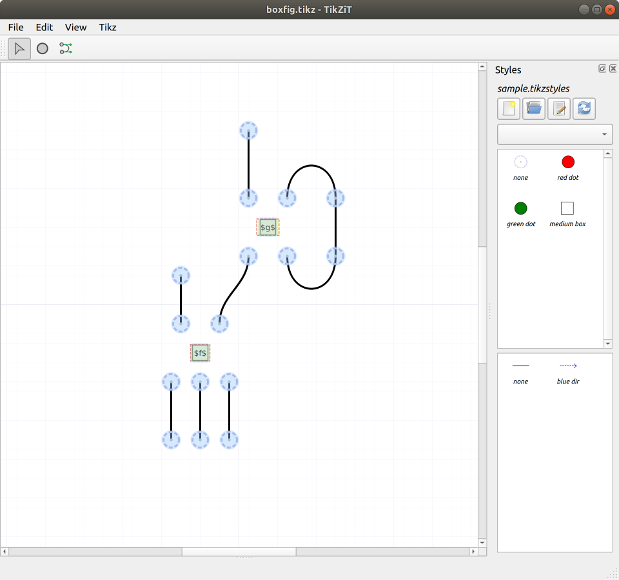 boxfig.tikz - TikZiT
File Edit View Tikz
Styles
sample.tikzstyles
none red dot
green dot medium box
none blue dir
$g$
$f$